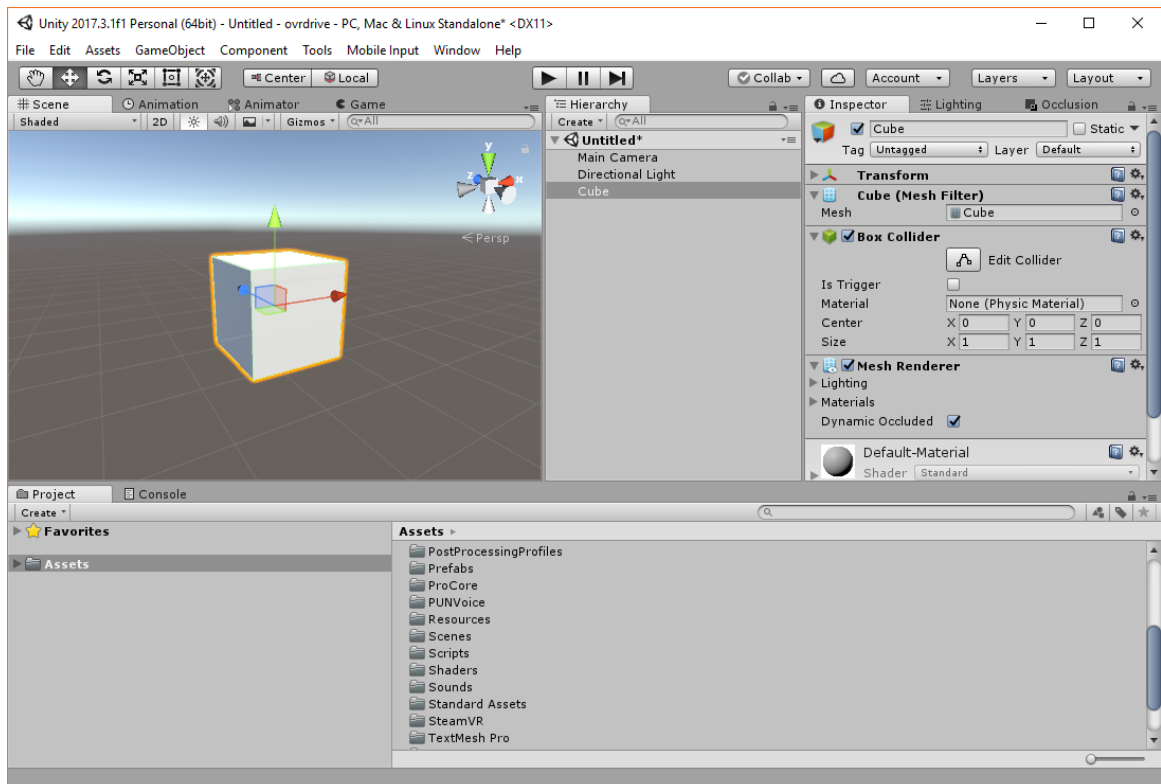 Unity 2017.3.1f1 Personal (64bit) - Untitled - ovrdrive - PC, Mac & Linux Standalone* <DX11>
File Edit Assets GameObject Component Tools Mobile Input Window Help
Center Local Collab Account Layers Layout
Scene Animation Animator Game
Shaded 2D Gizmos All
y
z x
Persp
Hierarchy
Create All
Untitled*
Main Camera
Directional Light
Cube
Inspector Lighting Occlusion
Cube Static
Tag Untagged Layer Default
Transform
Cube (Mesh Filter)
Mesh Cube
Box Collider
Edit Collider
Is Trigger
Material None (Physic Material)
Center X 0 Y 0 Z 0
Size X 1 Y 1 Z 1
Mesh Renderer
Lighting
Materials
Dynamic Occluded
Default-Material
Shader Standard
Project Console
Create
Favorites
Assets
Assets
PostProcessingProfiles
Prefabs
ProCore
PUNVoice
Resources
Scenes
Scripts
Shaders
Sounds
Standard Assets
SteamVR
TextMesh Pro